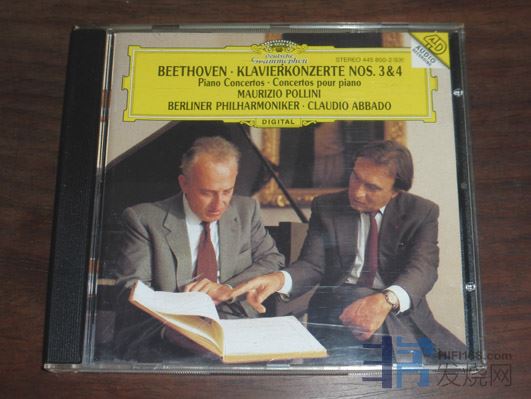 Deutsche
Grammophon
STEREO 445 850-2
BEETHOVEN · KLAVIERKONZERTE NOS. 3 & 4
Piano Concertos · Concertos pour piano
MAURIZIO POLLINI
BERLINER PHILHARMONIKER · CLAUDIO ABBADO
DIGITAL
4D
AUDIO
HIFI168.com
发烧网